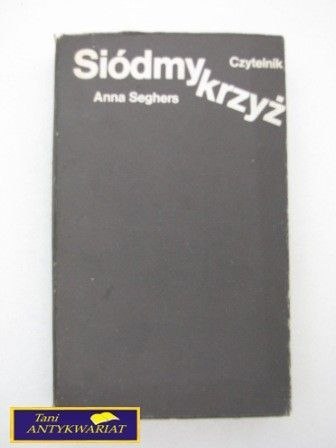 Siódmy
krzyż
Czytelnik
Anna Seghers
Tani
ANTYKWARIAT